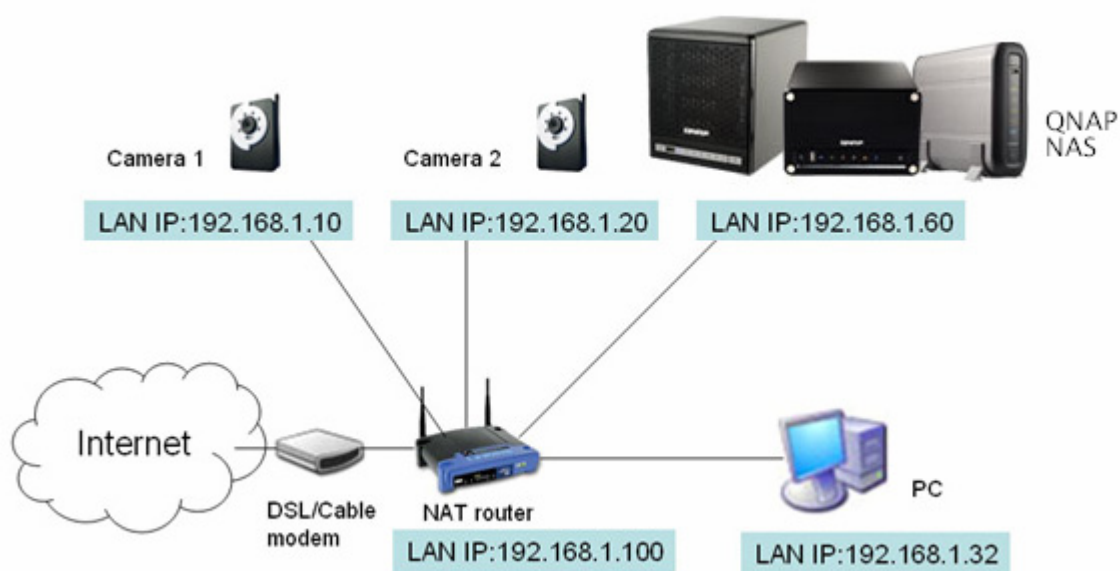 QNAP
NAS
Camera 1
Camera 2
LAN IP:192.168.1.10
LAN IP:192.168.1.20
LAN IP:192.168.1.60
Internet
DSL/Cable
modem
NAT router
PC
LAN IP:192.168.1.100
LAN IP:192.168.1.32